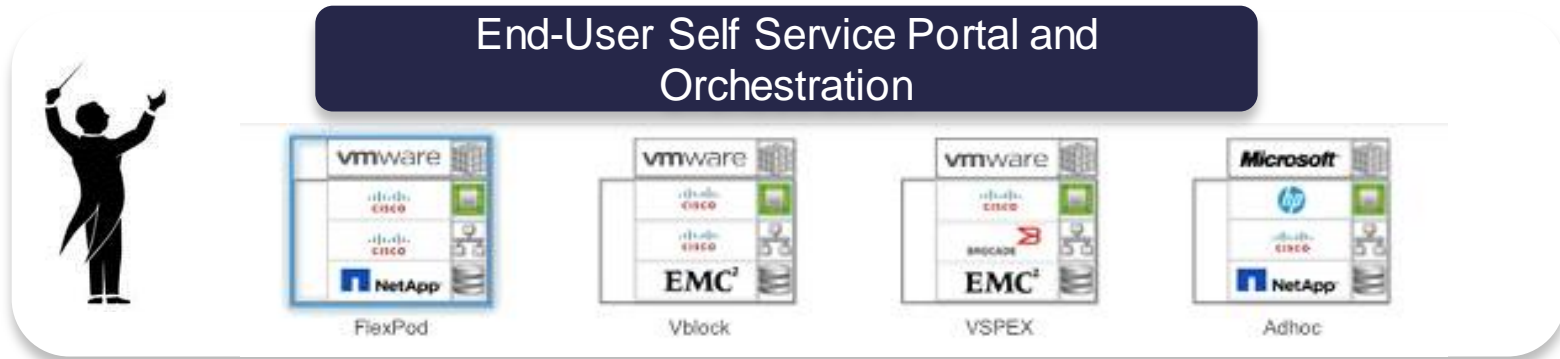 End-User Self Service Portal and
Orchestration
vmware vmware vmware Microsoft
CISCO CISCO CISCO hp
CISCO CISCO BROCADE CISCO
NetApp EMC² EMC² NetApp
FlexPod Vblock VSPEX Adhoc